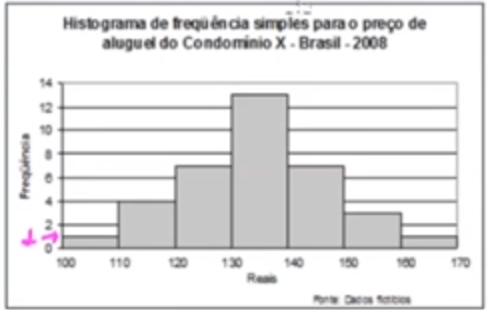 Histograma de freqüência simples para o preço de
aluguel do Condomínio X - Brasil - 2008
Freqüência
14
12
10
8
6
4
2
0
100 110 120 130 140 150 160 170
Reais
Fonte: Dados fictícios